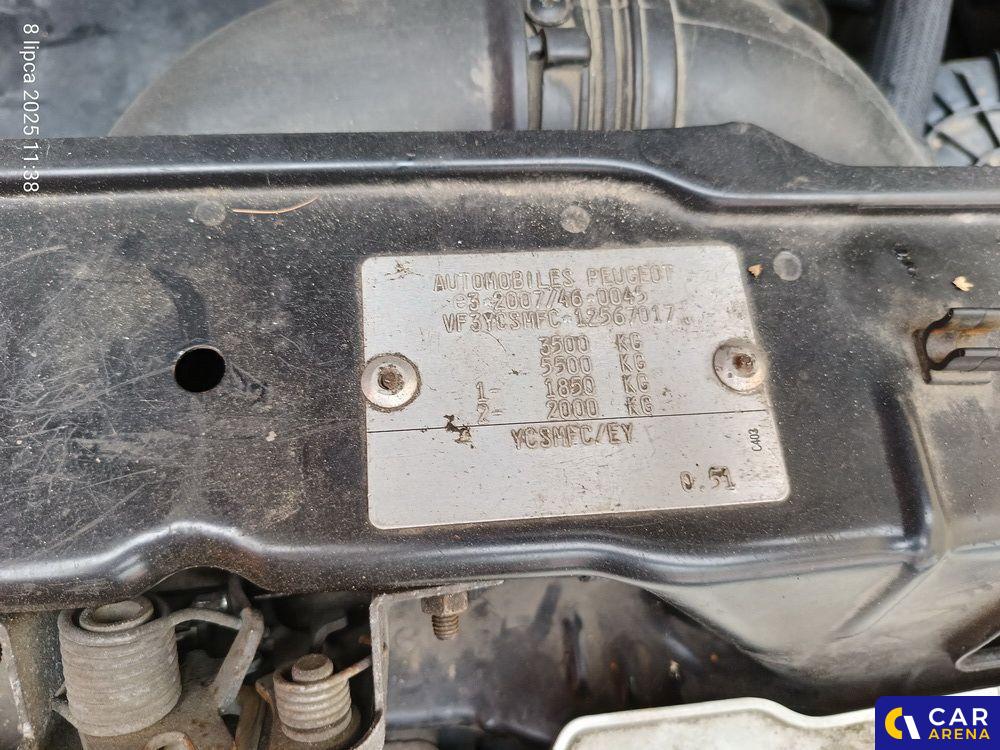 8 lipca 2025 11:38
AUTOMOBILES PEUGEOT
e3*2007/46*0045
VF3YCSMFC*12567017
3500 KG
5500 KG
1- 1850 KG
2- 2000 KG
YCSMFC/EY
C403
0.51
CAR
ARENA